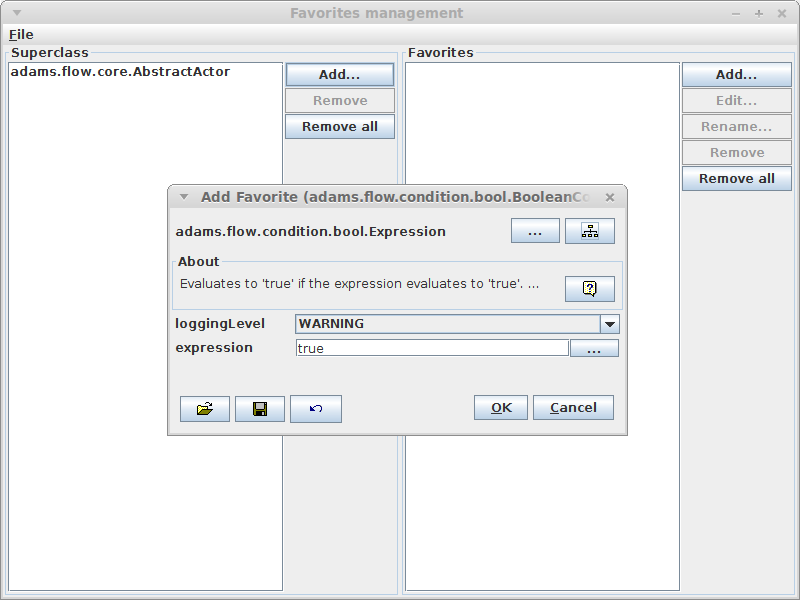 Favorites management
File
Superclass
Favorites
adams.flow.core.AbstractActor
Add...
Remove
Remove all
Add...
Edit...
Rename...
Remove
Remove all
Add Favorite (adams.flow.condition.bool.BooleanCo
adams.flow.condition.bool.Expression
...
About
Evaluates to 'true' if the expression evaluates to 'true'. ...
loggingLevel WARNING
expression true ...
OK Cancel